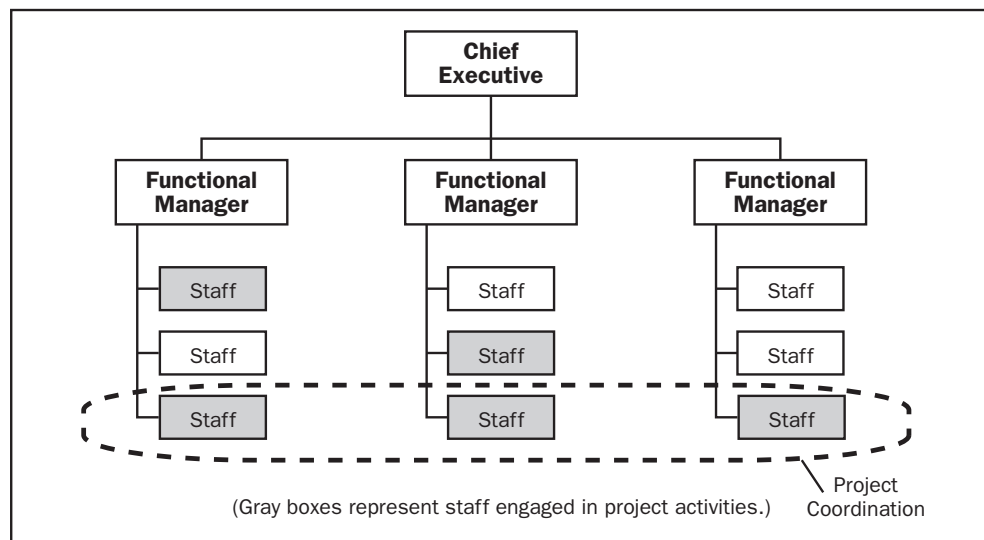 Chief
Executive
Functional
Manager
Functional
Manager
Functional
Manager
Staff
Staff
Staff
Staff
Staff
Staff
Staff
Staff
Staff
(Gray boxes represent staff engaged in project activities.)
Project
Coordination